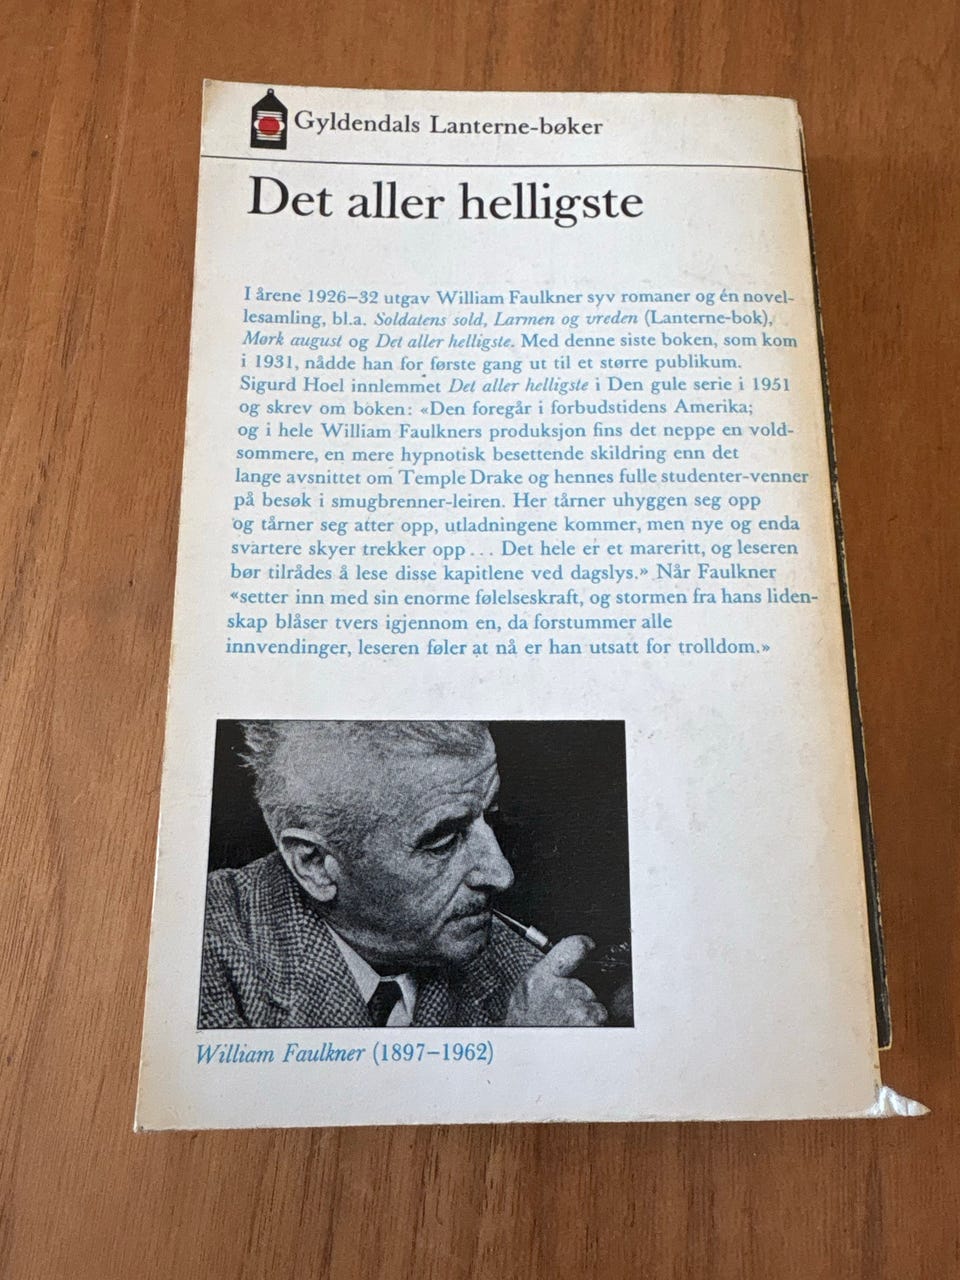 Gyldendals Lanterne-bøker
Det aller helligste
I årene 1926–32 utgav William Faulkner syv romaner og én novel-
lesamling, bl.a. Soldatens sold, Larmen og vreden (Lanterne-bok),
Mørk august og Det aller helligste. Med denne siste boken, som kom
i 1931, nådde han for første gang ut til et større publikum.
Sigurd Hoel innlemmet Det aller helligste i Den gule serie i 1951
og skrev om boken: «Den foregår i forbudstidens Amerika;
og i hele William Faulkners produksjon fins det neppe en vold-
sommere, en mere hypnotisk besettende skildring enn det
lange avsnittet om Temple Drake og hennes fulle studenter-venner
på besøk i smugbrenner-leiren. Her tårner uhyggen seg opp
og tårner seg atter opp, utladningene kommer, men nye og enda
svartere skyer trekker opp... Det hele er et mareritt, og leseren
bør tilrådes å lese disse kapitlene ved dagslys.» Når Faulkner
«setter inn med sin enorme følelseskraft, og stormen fra hans liden-
skap blåser tvers igjennom en, da forstummer alle
innvendinger, leseren føler at nå er han utsatt for trolldom.»
William Faulkner (1897–1962)